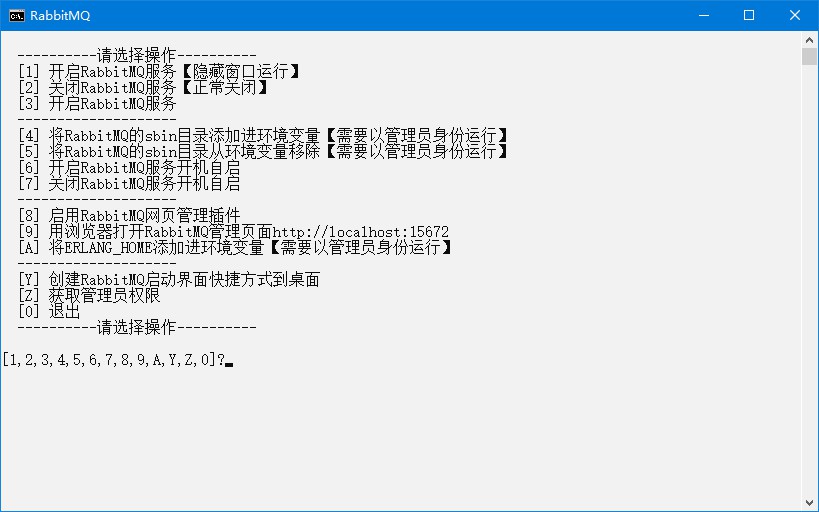 RabbitMQ
----------请选择操作----------
[1] 开启RabbitMQ服务【隐藏窗口运行】
[2] 关闭RabbitMQ服务【正常关闭】
[3] 开启RabbitMQ服务
--------------------
[4] 将RabbitMQ的sbin目录添加进环境变量【需要以管理员身份运行】
[5] 将RabbitMQ的sbin目录从环境变量移除【需要以管理员身份运行】
[6] 开启RabbitMQ服务开机自启
[7] 关闭RabbitMQ服务开机自启
--------------------
[8] 启用RabbitMQ网页管理插件
[9] 用浏览器打开RabbitMQ管理页面http://localhost:15672
[A] 将ERLANG_HOME添加进环境变量【需要以管理员身份运行】
--------------------
[Y] 创建RabbitMQ启动界面快捷方式到桌面
[Z] 获取管理员权限
[0] 退出
----------请选择操作----------
[1,2,3,4,5,6,7,8,9,A,Y,Z,0]?